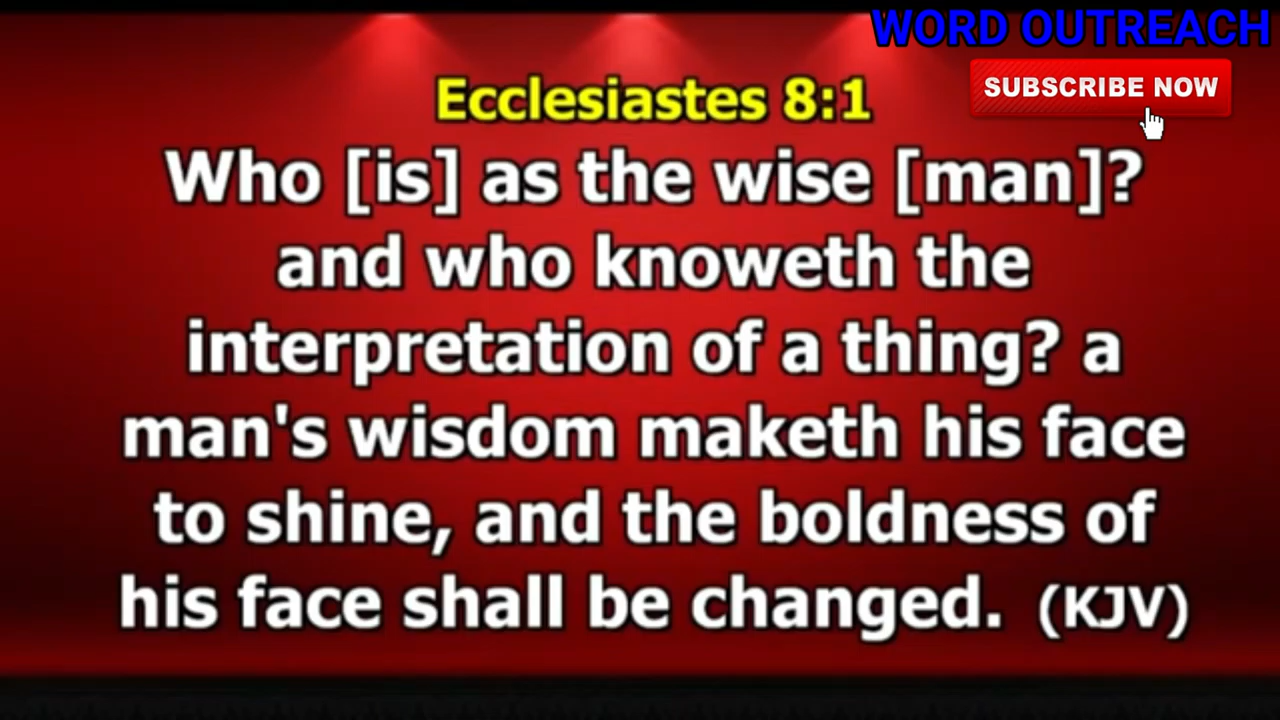 WORD OUTREACH
SUBSCRIBE NOW
Ecclesiastes 8:1
Who [is] as the wise [man]?
and who knoweth the
interpretation of a thing? a
man's wisdom maketh his face
to shine, and the boldness of
his face shall be changed. (KJV)